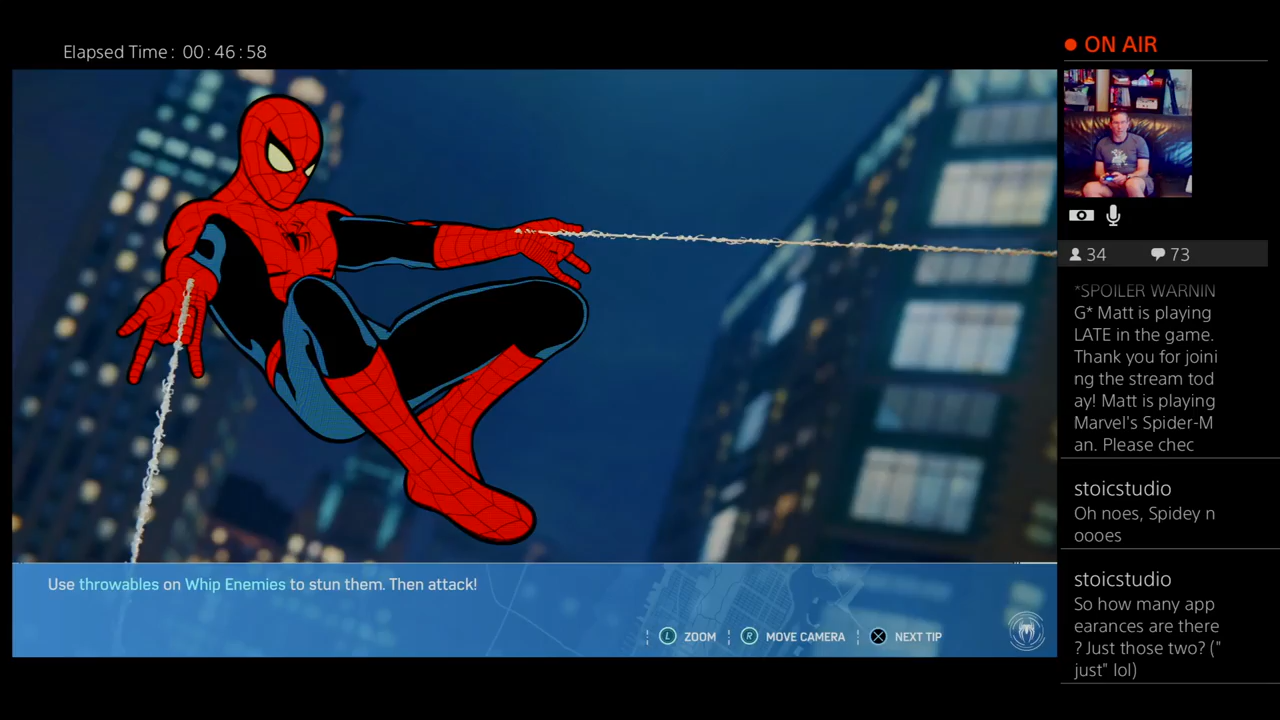 Elapsed Time: 00:46:58
ON AIR
34 73
*SPOILER WARNIN
G* Matt is playing
LATE in the game.
Thank you for joini
ng the stream tod
ay! Matt is playing
Marvel's Spider-M
an. Please chec
stoicstudio
Oh noes, Spidey n
oooes
stoicstudio
So how many app
earances are there
? Just those two? ("
just" lol)
Use throwables on Whip Enemies to stun them. Then attack!
L ZOOM R MOVE CAMERA NEXT TIP